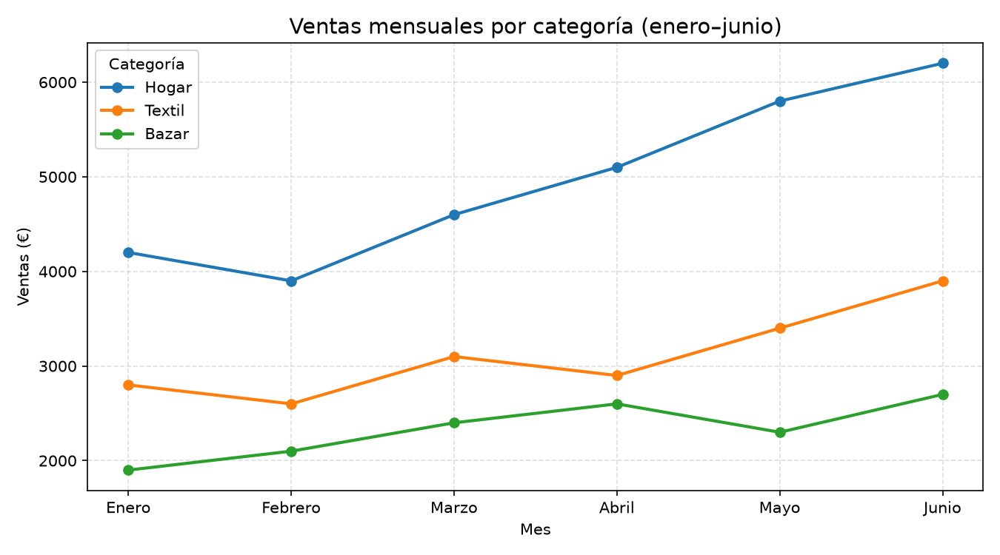 Ventas mensuales por categoría (enero–junio)
Categoría
Hogar
Textil
Bazar
Ventas (€)
6000
5000
4000
3000
2000
Enero Febrero Marzo Abril Mayo Junio
Mes